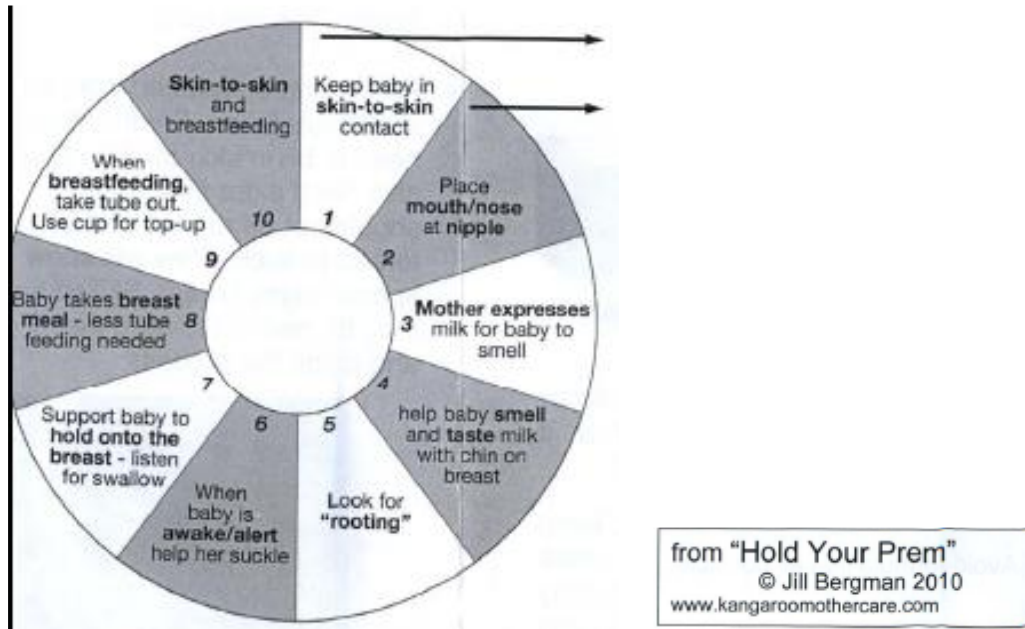 Keep baby in
skin-to-skin
contact
1
Place
mouth/nose
at nipple
2
Mother expresses
milk for baby to
smell
3
help baby smell
and taste milk
with chin on
breast
4
Look for
"rooting"
5
When
baby is
awake/alert
help her suckle
6
Support baby to
hold onto the
breast - listen
for swallow
7
Baby takes breast
meal - less tube
feeding needed
8
When
breastfeeding,
take tube out.
Use cup for top-up
9
Skin-to-skin
and
breastfeeding
10
from "Hold Your Prem"
© Jill Bergman 2010
www.kangaroomothercare.com